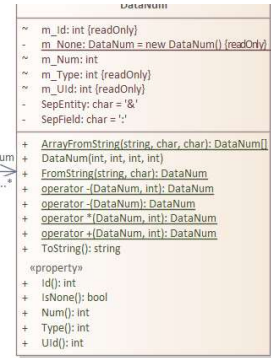 DataNum
~ m_Id: int {readOnly}
- m_None: DataNum = new DataNum() {readOnly}
~ m_Num: int
~ m_Type: int {readOnly}
~ m_UId: int {readOnly}
- SepEntity: char = '&'
- SepField: char = ':'
+ ArrayFromString(string, char, char): DataNum[]
um
+ DataNum(int, int, int, int)
+ FromString(string, char): DataNum
..*
+ operator -(DataNum, int): DataNum
+ operator -(DataNum): DataNum
+ operator *(DataNum, int): DataNum
+ operator +(DataNum, int): DataNum
+ ToString(): string
«property»
+ Id(): int
+ IsNone(): bool
+ Num(): int
+ Type(): int
+ UId(): int